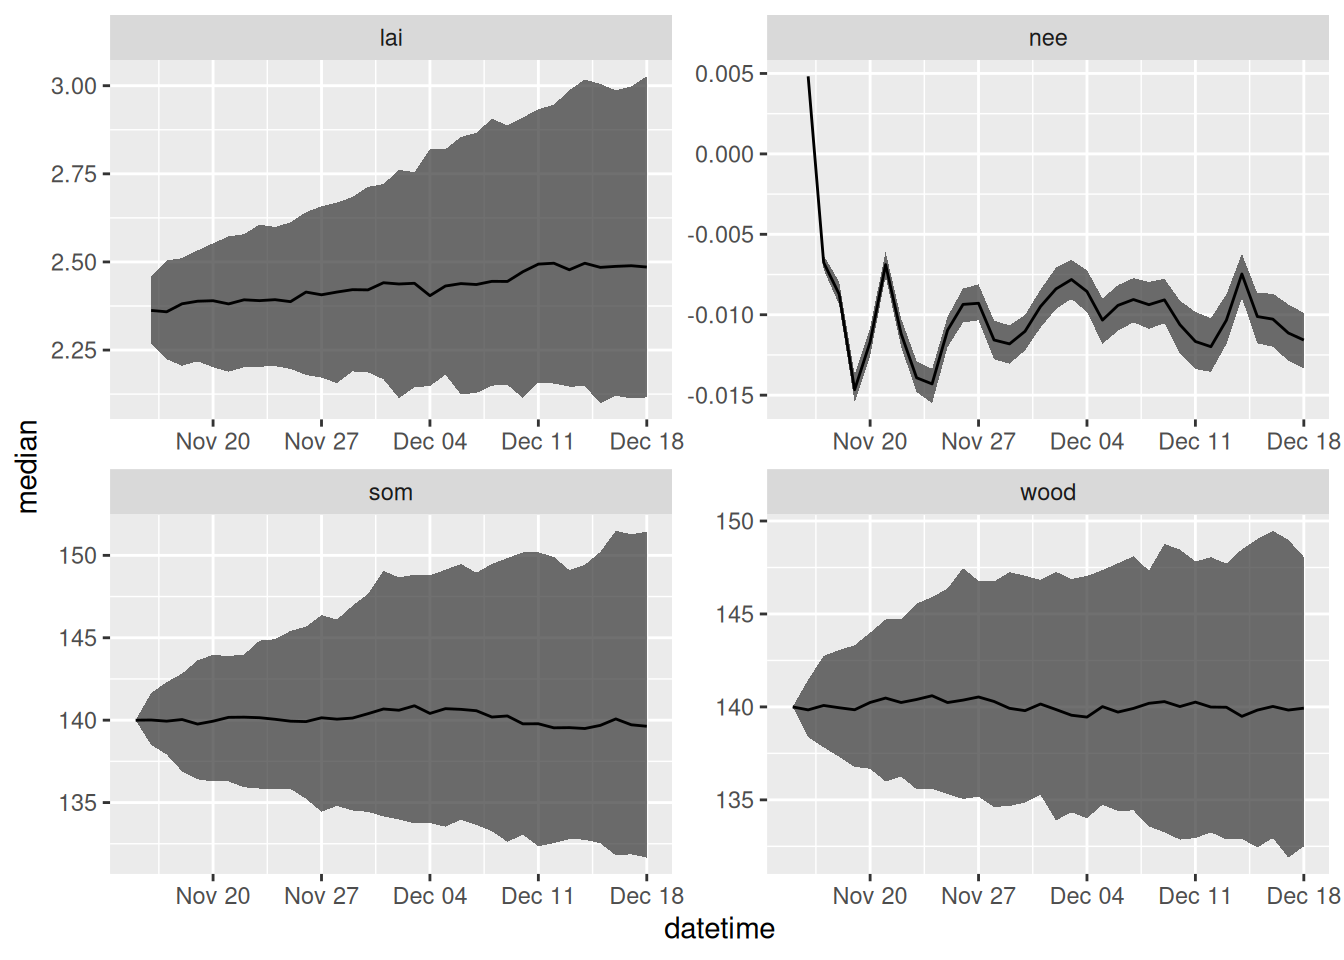 lai
3.00
2.75
2.50
2.25
Nov 20 Nov 27 Dec 04 Dec 11 Dec 18
nee
0.005
0.000
-0.005
-0.010
-0.015
Nov 20 Nov 27 Dec 04 Dec 11 Dec 18
median
som
150
145
140
135
Nov 20 Nov 27 Dec 04 Dec 11 Dec 18
wood
150
145
140
135
Nov 20 Nov 27 Dec 04 Dec 11 Dec 18
datetime